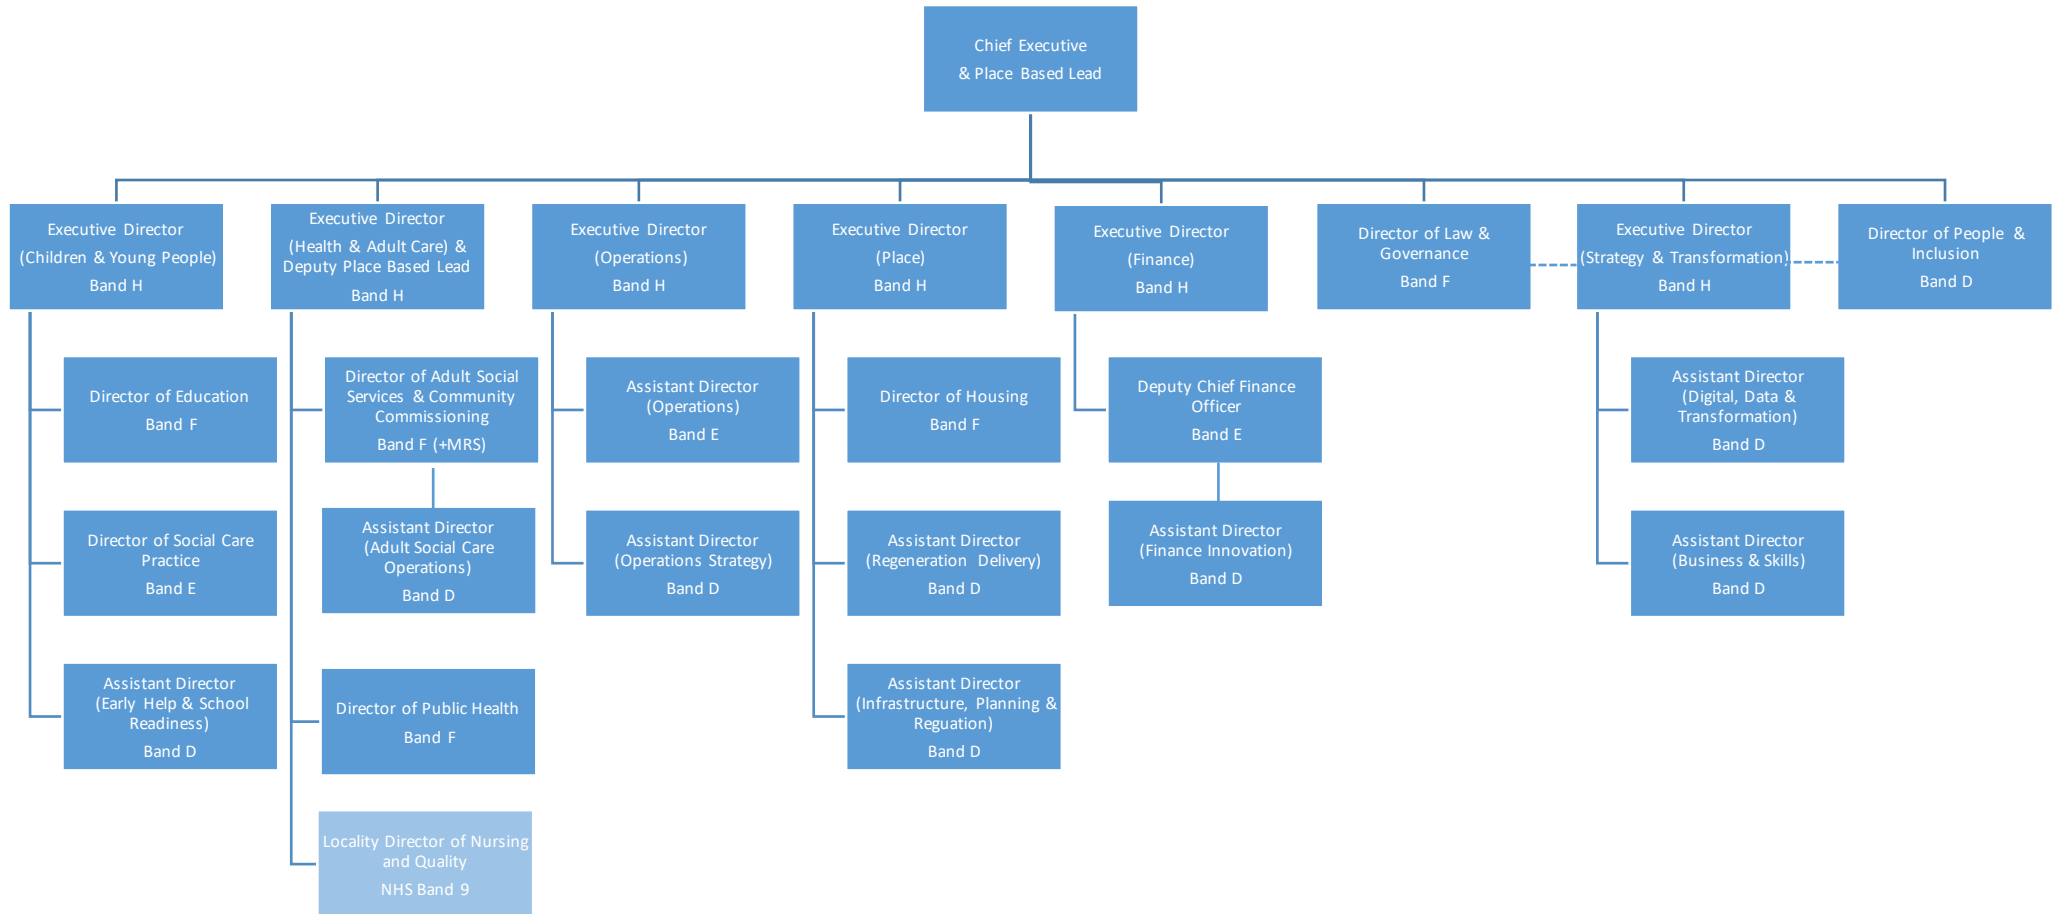 Chief Executive
& Place Based Lead
Executive Director
(Children & Young People)
Band H
Executive Director
(Health & Adult Care) &
Deputy Place Based Lead
Band H
Executive Director
(Operations)
Band H
Executive Director
(Place)
Band H
Executive Director
(Finance)
Band H
Director of Law &
Governance
Band F
Executive Director
(Strategy & Transformation)
Band H
Director of People &
Inclusion
Band D
Director of Education
Band F
Director of Social Care
Practice
Band E
Assistant Director
(Early Help & School
Readiness)
Band D
Director of Adult Social
Services & Community
Commissioning
Band F (+MRS)
Assistant Director
(Adult Social Care
Operations)
Band D
Director of Public Health
Band F
Locality Director of Nursing
and Quality
NHS Band 9
Assistant Director
(Operations)
Band E
Assistant Director
(Operations Strategy)
Band D
Director of Housing
Band F
Assistant Director
(Regeneration Delivery)
Band D
Assistant Director
(Infrastructure, Planning &
Reguation)
Band D
Deputy Chief Finance
Officer
Band E
Assistant Director
(Finance Innovation)
Band D
Assistant Director
(Digital, Data &
Transformation)
Band D
Assistant Director
(Business & Skills)
Band D